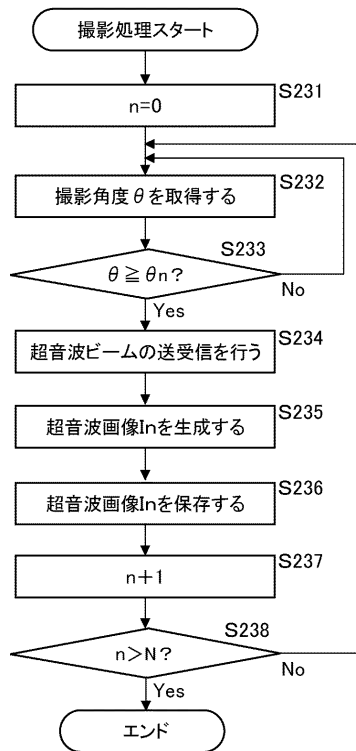 撮影処理スタート
S231
n=0
S232
撮影角度θを取得する
S233
θ≧θn?
No
Yes
S234
超音波ビームの送受信を行う
S235
超音波画像Inを生成する
S236
超音波画像Inを保存する
S237
n+1
S238
n>N?
No
Yes
エンド